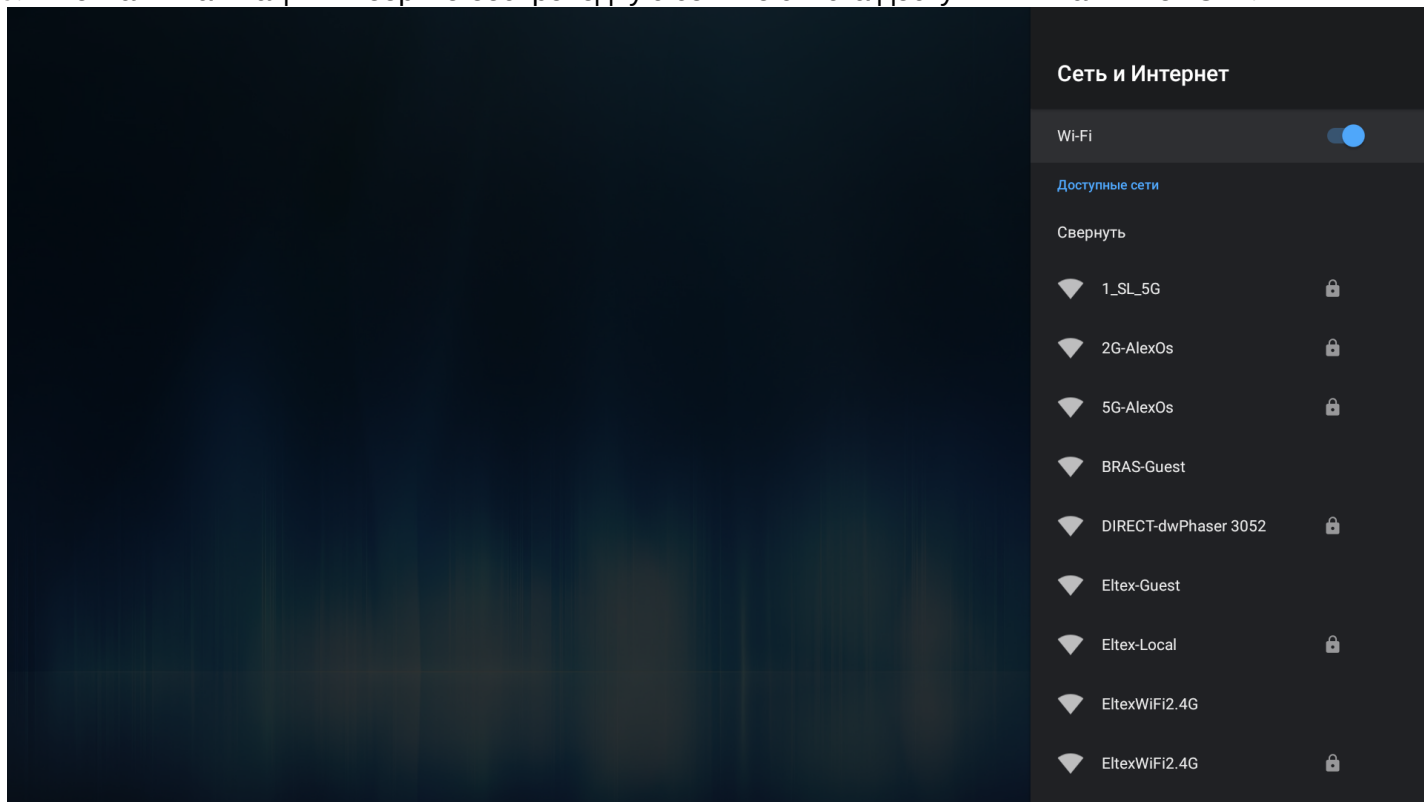 Сеть и Интернет
Wi-Fi
Доступные сети
Свернуть
1_SL_5G
2G-AlexOs
5G-AlexOs
BRAS-Guest
DIRECT-dwPhaser 3052
Eltex-Guest
Eltex-Local
EltexWiFi2.4G
EltexWiFi2.4G